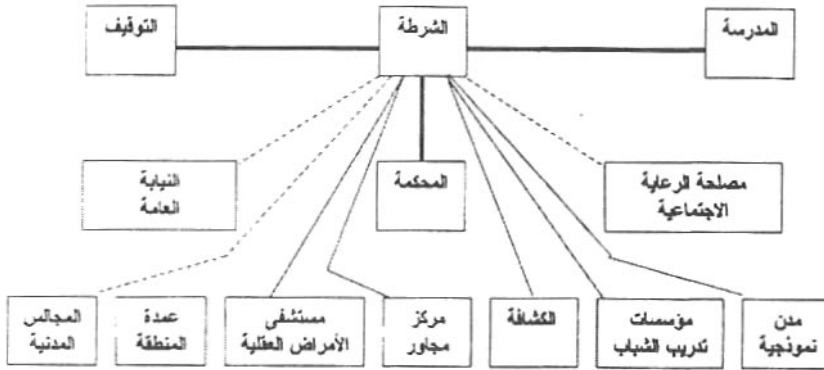 المدرسة
الشرطة
التوقيف
مصلحة الرعاية
الاجتماعية
المحكمة
النيابة
العامة
مدن
نموذجية
مؤسسات
تدريب الشباب
الكشافة
مركز
مجاور
مستشفى
الأمراض العقلية
عمدة
المنطقة
المجالس
المدنية